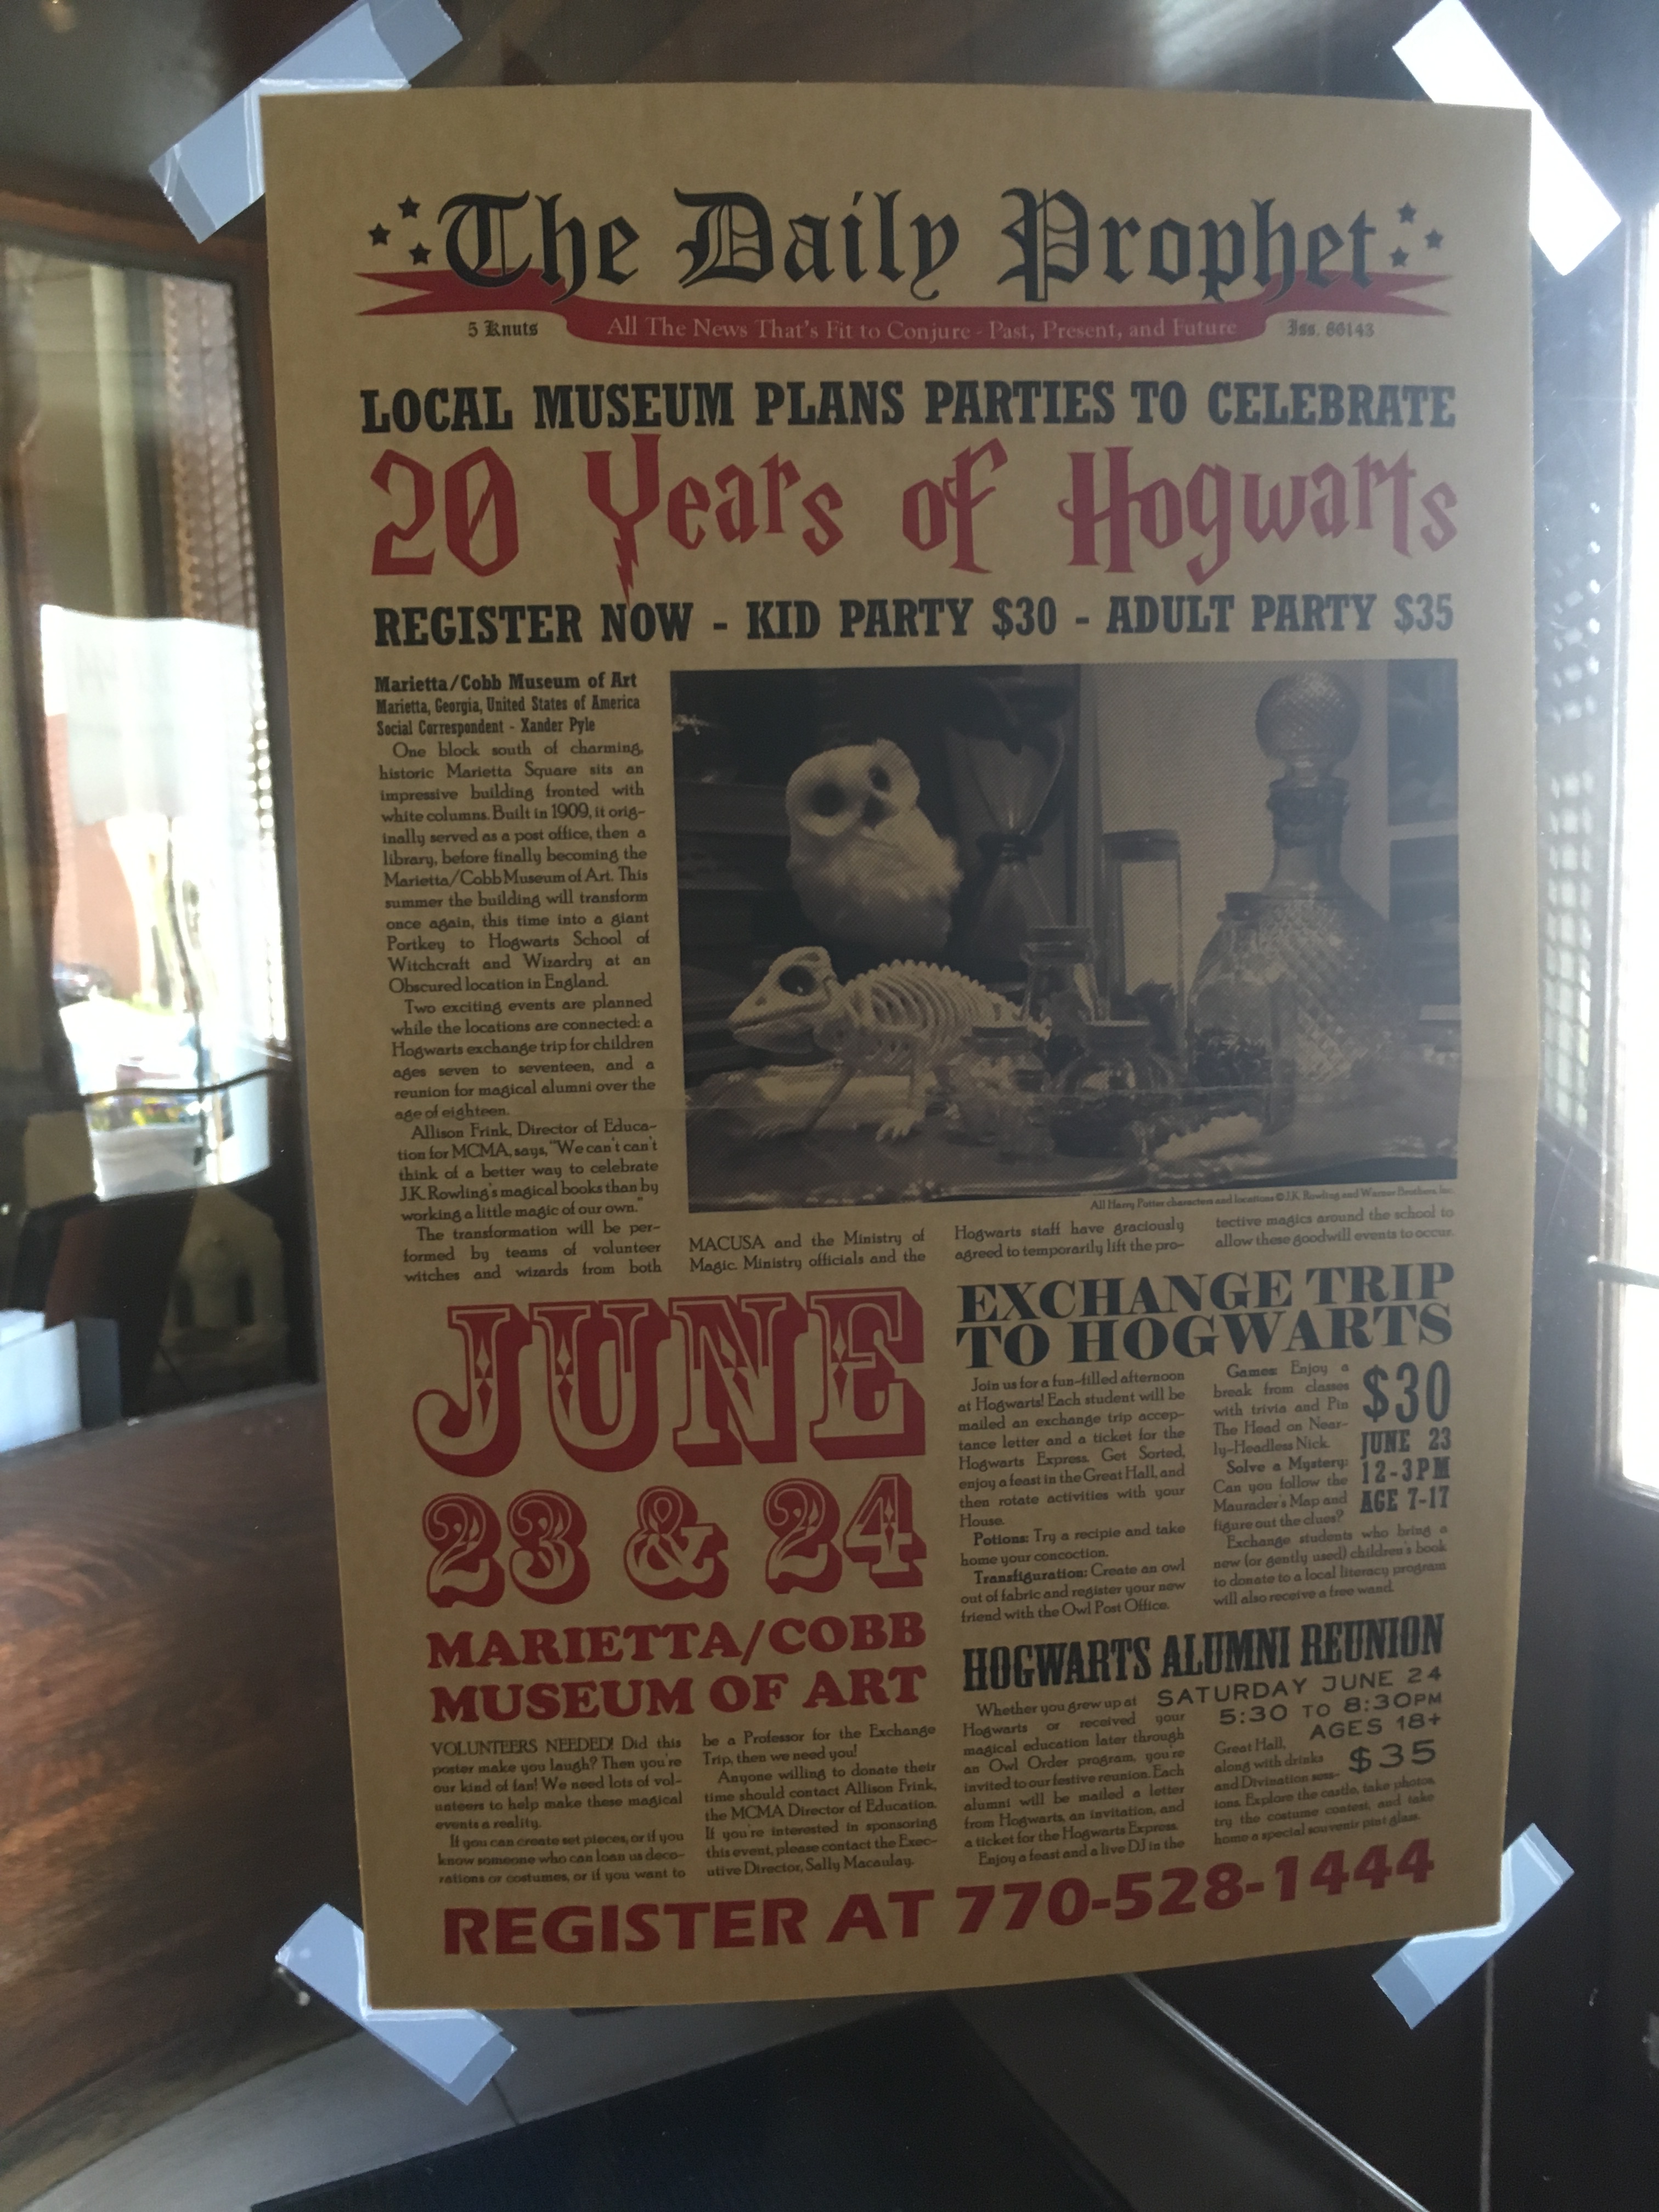 The Daily Prophet
5 Knuts
All The News That's Fit to Conjure - Past, Present, and Future
Iss. 86143
LOCAL MUSEUM PLANS PARTIES TO CELEBRATE
20 Years of Hogwarts
REGISTER NOW - KID PARTY $30 - ADULT PARTY $35
Marietta/Cobb Museum of Art
Marietta, Georgia, United States of America
Social Correspondent - Xander Pyle
One block south of charming,
historic Marietta Square sits an
impressive building fronted with
white columns. Built in 1909, it orig-
inally served as a post office, then a
library, before finally becoming the
Marietta/Cobb Museum of Art. This
summer the building will transform
once again, this time into a giant
Portkey to Hogwarts School of
Witchcraft and Wizardry at an
Obscured location in England.
Two exciting events are planned
while the locations are connected: a
Hogwarts exchange trip for children
ages seven to seventeen, and a
reunion for magical alumni over the
age of eighteen.
Allison Frink, Director of Educa-
tion for MCMA, says, "We can't can't
think of a better way to celebrate
J.K. Rowling's magical books than by
working a little magic of our own."
The transformation will be per-
formed by teams of volunteer
witches and wizards from both
All Harry Potter characters and locations © J.K. Rowling and Warner Brothers, Inc.
MACUSA and the Ministry of
Magic. Ministry officials and the
Hogwarts staff have graciously
agreed to temporarily lift the pro-
tective magics around the school to
allow these goodwill events to occur.
JUNE
23 & 24
MARIETTA/COBB
MUSEUM OF ART
VOLUNTEERS NEEDED! Did this
poster make you laugh? Then you're
our kind of fan! We need lots of vol-
unteers to help make these magical
events a reality.
If you can create set pieces, or if you
know someone who can loan us deco-
rations or costumes, or if you want to
be a Professor for the Exchange
Trip, then we need you!
Anyone willing to donate their
time should contact Allison Frink,
the MCMA Director of Education.
If you're interested in sponsoring
this event, please contact the Exec-
utive Director, Sally Macaulay.
EXCHANGE TRIP
TO HOGWARTS
Join us for a fun-filled afternoon
at Hogwarts! Each student will be
mailed an exchange trip accep-
tance letter and a ticket for the
Hogwarts Express. Get Sorted,
enjoy a feast in the Great Hall, and
then rotate activities with your
House.
Potions: Try a recipie and take
home your concoction.
Transfiguration: Create an owl
out of fabric and register your new
friend with the Owl Post Office.
Games: Enjoy a
break from classes
with trivia and Pin
The Head on Near-
ly-Headless Nick.
Solve a Mystery:
Can you follow the
Maurader's Map and
figure out the clues?
$30
JUNE 23
12-3PM
AGE 7-17
Exchange students who bring a
new (or gently used) children's book
to donate to a local literacy program
will also receive a free wand.
HOGWARTS ALUMNI REUNION
SATURDAY JUNE 24
5:30 TO 8:30PM
AGES 18+
$35
Whether you grew up at
Hogwarts or received your
magical education later through
an Owl Order program, you're
invited to our festive reunion. Each
alumni will be mailed a letter
from Hogwarts, an invitation, and
a ticket for the Hogwarts Express.
Enjoy a feast and a live DJ in the
Great Hall,
along with drinks
and Divination sess-
ions. Explore the castle, take photos,
try the costume contest, and take
home a special souvenir pint glass.
REGISTER AT 770-528-1444